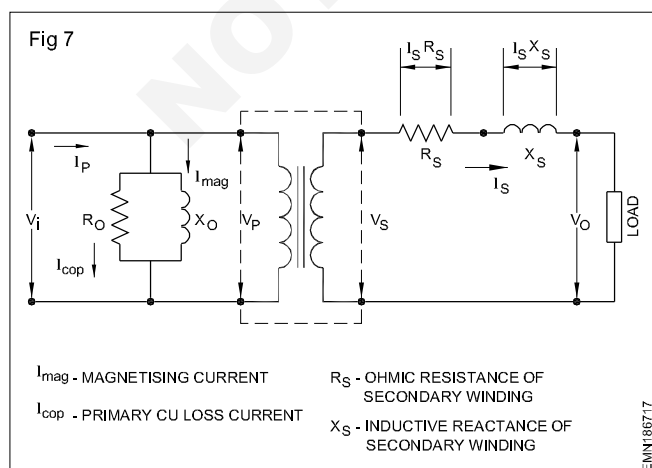 Fig 7
NO
I_S R_S
I_S X_S
I_P
I_mag
R_S
X_S
I_S
V_i
R_O
X_O
V_P
V_S
V_O
LOAD
I_cop
I_mag - MAGNETISING CURRENT
I_cop - PRIMARY CU LOSS CURRENT
R_S - OHMIC RESISTANCE OF
SECONDARY WINDING
X_S - INDUCTIVE REACTANCE OF
SECONDARY WINDING
EMN186717